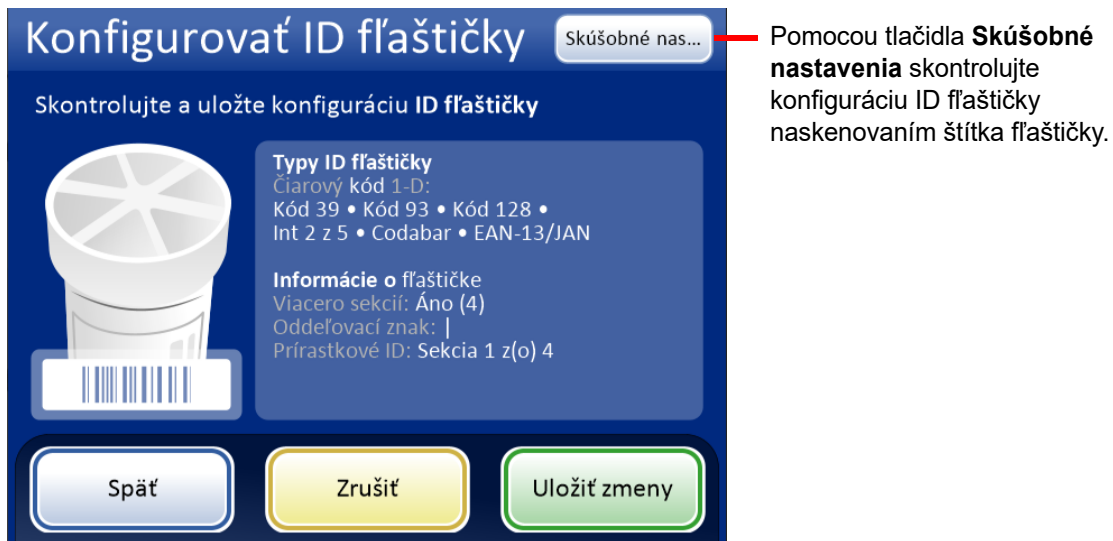 Konfigurovať ID fľaštičky
Skúšobné nas...
Skontrolujte a uložte konfiguráciu ID fľaštičky
Typy ID fľaštičky
Čiarový kód 1-D:
Kód 39 • Kód 93 • Kód 128 •
Int 2 z 5 • Codabar • EAN-13/JAN
Informácie o fľaštičke
Viacero sekcií: Áno (4)
Oddeľovací znak: |
Prírastkové ID: Sekcia 1 z(o) 4
Späť
Zrušiť
Uložiť zmeny
Pomocou tlačidla Skúšobné
nastavenia skontrolujte
konfiguráciu ID fľaštičky
naskenovaním štítka fľaštičky.